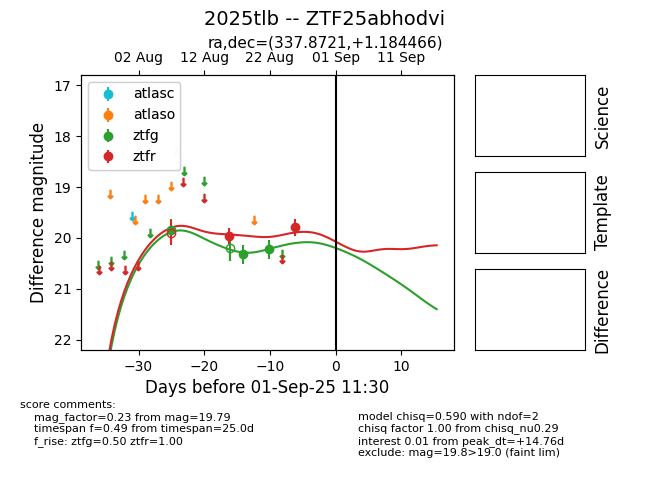 2025tlb -- ZTF25abhodvi
ra,dec=(337.8721,+1.184466)
02 Aug 12 Aug 22 Aug 01 Sep 11 Sep
17
18
19
20
21
22
Difference magnitude
atlasc
atlaso
ztfg
ztfr
−30 −20 −10 0 10
Days before 01-Sep-25 11:30
Science
Template
Difference
score comments:
mag_factor=0.23 from mag=19.79
timespan f=0.49 from timespan=25.0d
f_rise: ztfg=0.50 ztfr=1.00
model chisq=0.590 with ndof=2
chisq factor 1.00 from chisq_nu0.29
interest 0.01 from peak_dt=+14.76d
exclude: mag=19.8>19.0 (faint lim)